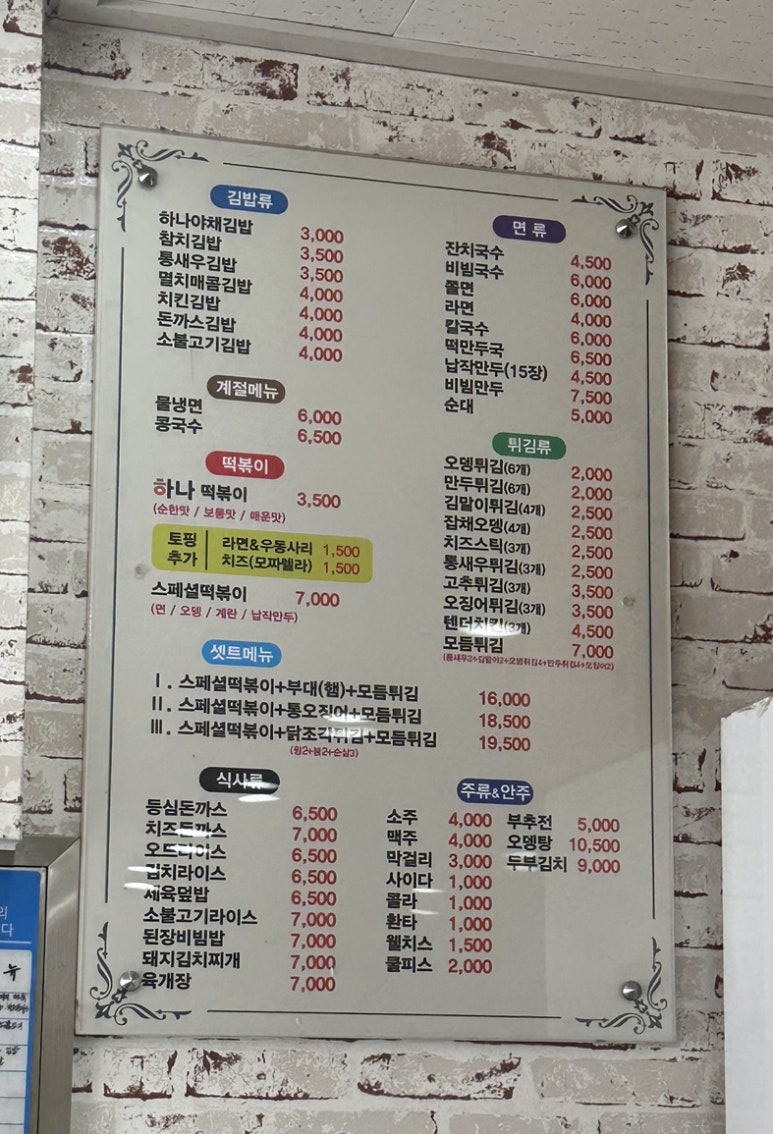 김밥류
하나야채김밥 3,000
참치김밥 3,500
통새우김밥 3,500
멸치매콤김밥 4,000
치킨김밥 4,000
돈까스김밥 4,000
소불고기김밥 4,000
계절메뉴
물냉면 6,000
콩국수 6,500
떡볶이
하나 떡볶이 3,500
(순한맛 / 보통맛 / 매운맛)
토핑 추가
라면&우동사리 1,500
치즈(모짜렐라) 1,500
스페셜떡볶이 7,000
(면 / 오뎅 / 계란 / 납작만두)
면 류
잔치국수 4,500
비빔국수 6,000
쫄면 6,000
라면 4,000
칼국수 6,000
떡만두국 6,500
납작만두(15장) 4,500
비빔만두 7,500
순대 5,000
튀김류
오뎅튀김(6개) 2,000
만두튀김(6개) 2,000
김말이튀김(4개) 2,500
잡채오뎅(4개) 2,500
치즈스틱(3개) 2,500
통새우튀김(3개) 2,500
고추튀김(3개) 3,500
오징어튀김(3개) 3,500
텐더치킨(3개) 4,500
모듬튀김 7,000
셋트메뉴
Ⅰ. 스페셜떡볶이+부대(햄)+모듬튀김 16,000
Ⅱ. 스페셜떡볶이+통오징어+모듬튀김 18,500
Ⅲ. 스페셜떡볶이+닭조각튀김+모듬튀김 19,500
(윙2+봉2+순살3)
식사류
등심돈까스 6,500
치즈돈까스 7,000
오므라이스 6,500
김치라이스 6,500
제육덮밥 6,500
소불고기라이스 7,000
된장비빔밥 7,000
돼지김치찌개 7,000
육개장 7,000
주류&안주
소주 4,000
맥주 4,000
막걸리 3,000
사이다 1,000
콜라 1,000
환타 1,000
웰치스 1,500
쿨피스 2,000
부추전 5,000
오뎅탕 10,500
두부김치 9,000